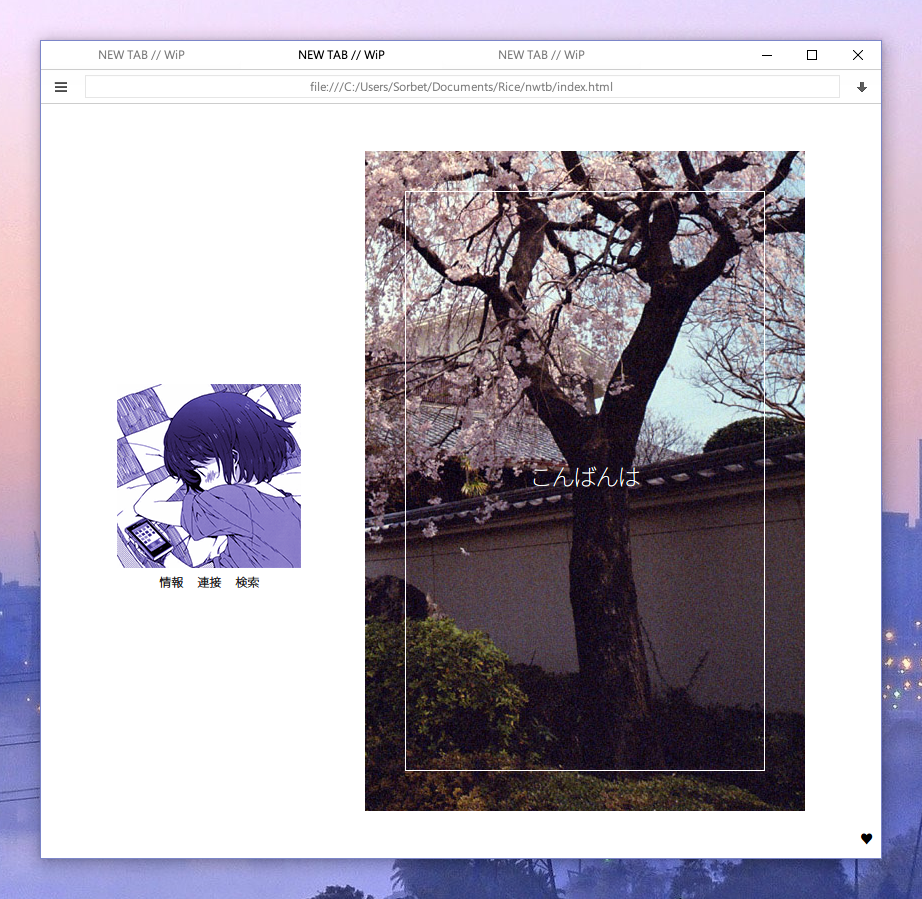 NEW TAB // WiP NEW TAB // WiP NEW TAB // WiP
file:///C:/Users/Sorbet/Documents/Rice/nwtb/index.html
こんばんは
情報 連接 検索